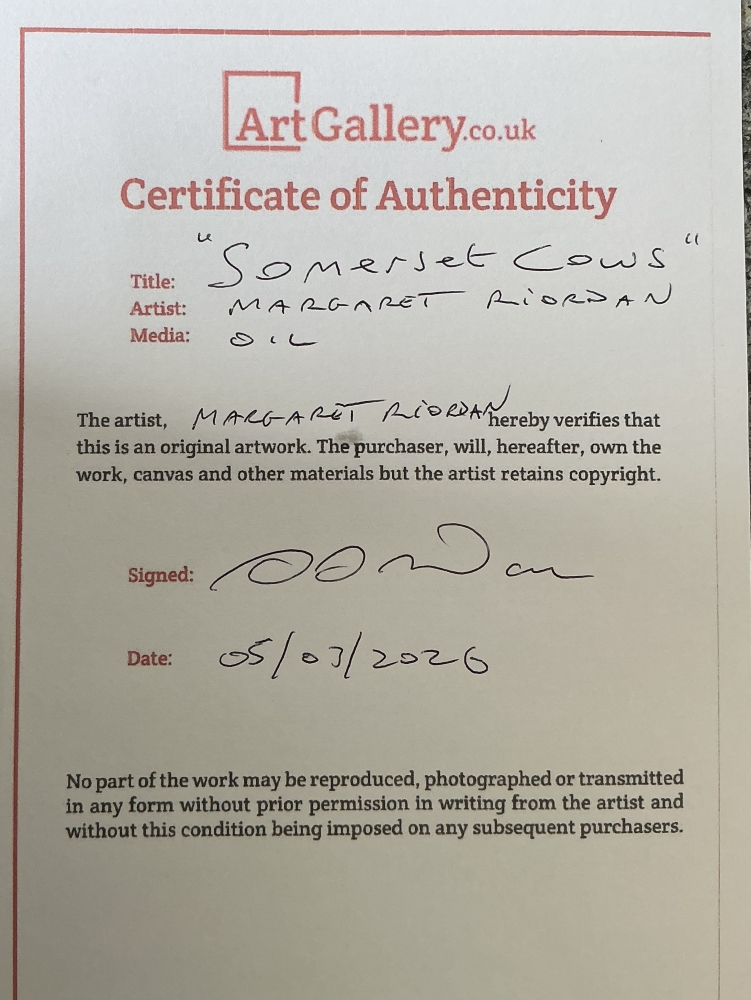 ArtGallery.co.uk
Certificate of Authenticity
Title: "Somerset Cows"
Artist: MARGARET RIORDAN
Media: OIL
The artist, MARGARET RIORDAN hereby verifies that
this is an original artwork. The purchaser, will, hereafter, own the
work, canvas and other materials but the artist retains copyright.
Signed:
Date: 05/03/2026
No part of the work may be reproduced, photographed or transmitted
in any form without prior permission in writing from the artist and
without this condition being imposed on any subsequent purchasers.